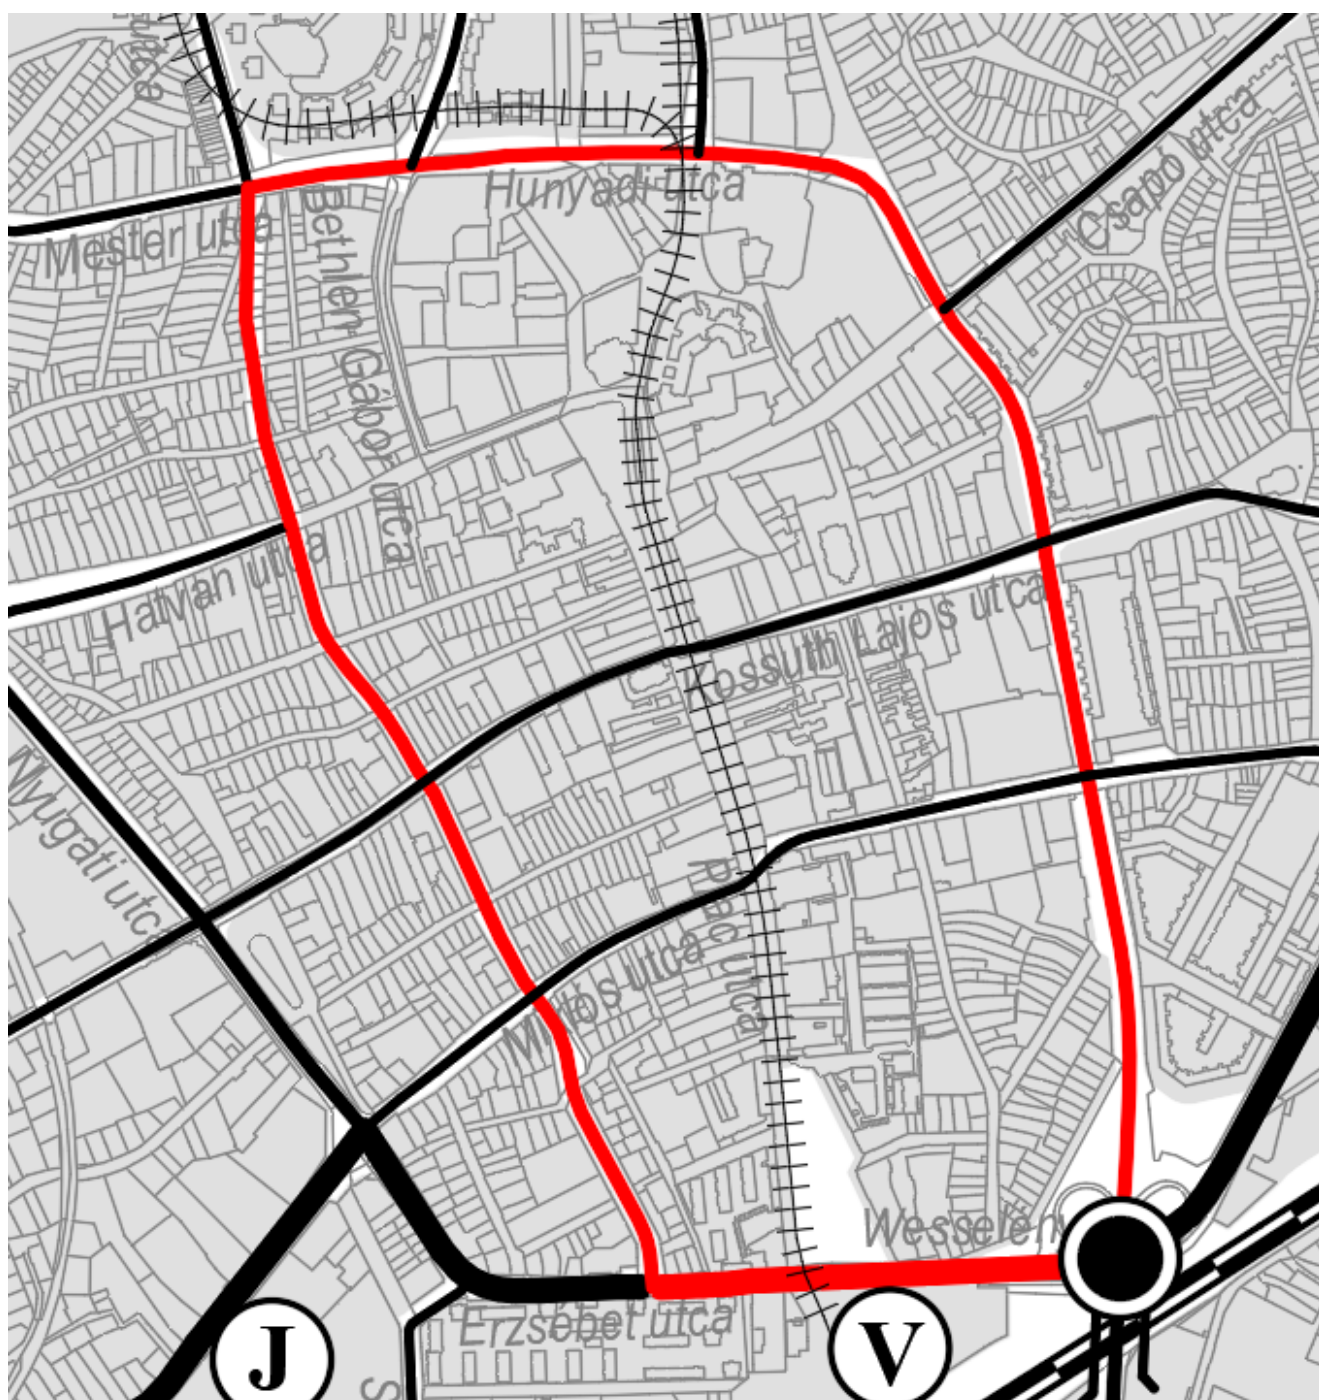 utca
Hunyadi utca
Csapó utca
Mester utca
Bethlen Gábor utca
Hatvan utca
Kossuth Lajos utca
Nyugati utca
Piac utca
Miklós utca
Wesselén
Erzsébet utca
J
V
S